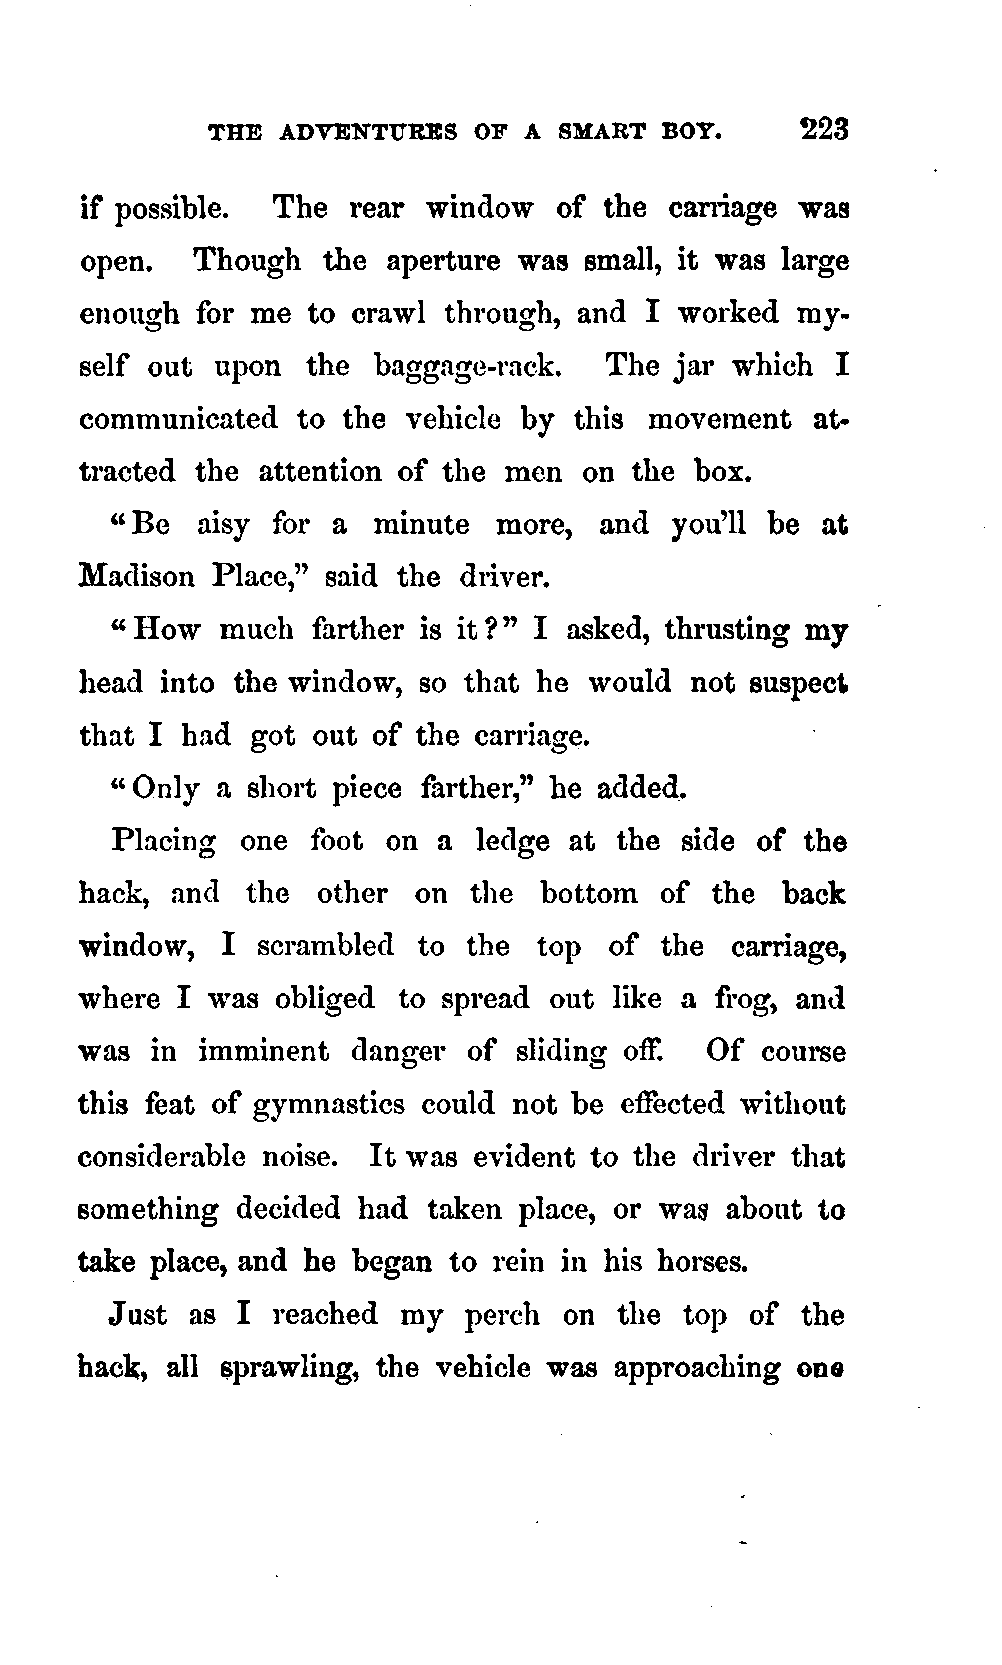 THE ADVENTURES OF A SMART BOY. 223
if possible. The rear window of the carriage was
open. Though the aperture was small, it was large
enough for me to crawl through, and I worked my-
self out upon the baggage-rack. The jar which I
communicated to the vehicle by this movement at-
tracted the attention of the men on the box.
"Be aisy for a minute more, and you'll be at
Madison Place," said the driver.
"How much farther is it?" I asked, thrusting my
head into the window, so that he would not suspect
that I had got out of the carriage.
"Only a short piece farther," he added.
Placing one foot on a ledge at the side of the
hack, and the other on the bottom of the back
window, I scrambled to the top of the carriage,
where I was obliged to spread out like a frog, and
was in imminent danger of sliding off. Of course
this feat of gymnastics could not be effected without
considerable noise. It was evident to the driver that
something decided had taken place, or was about to
take place, and he began to rein in his horses.
Just as I reached my perch on the top of the
hack, all sprawling, the vehicle was approaching one